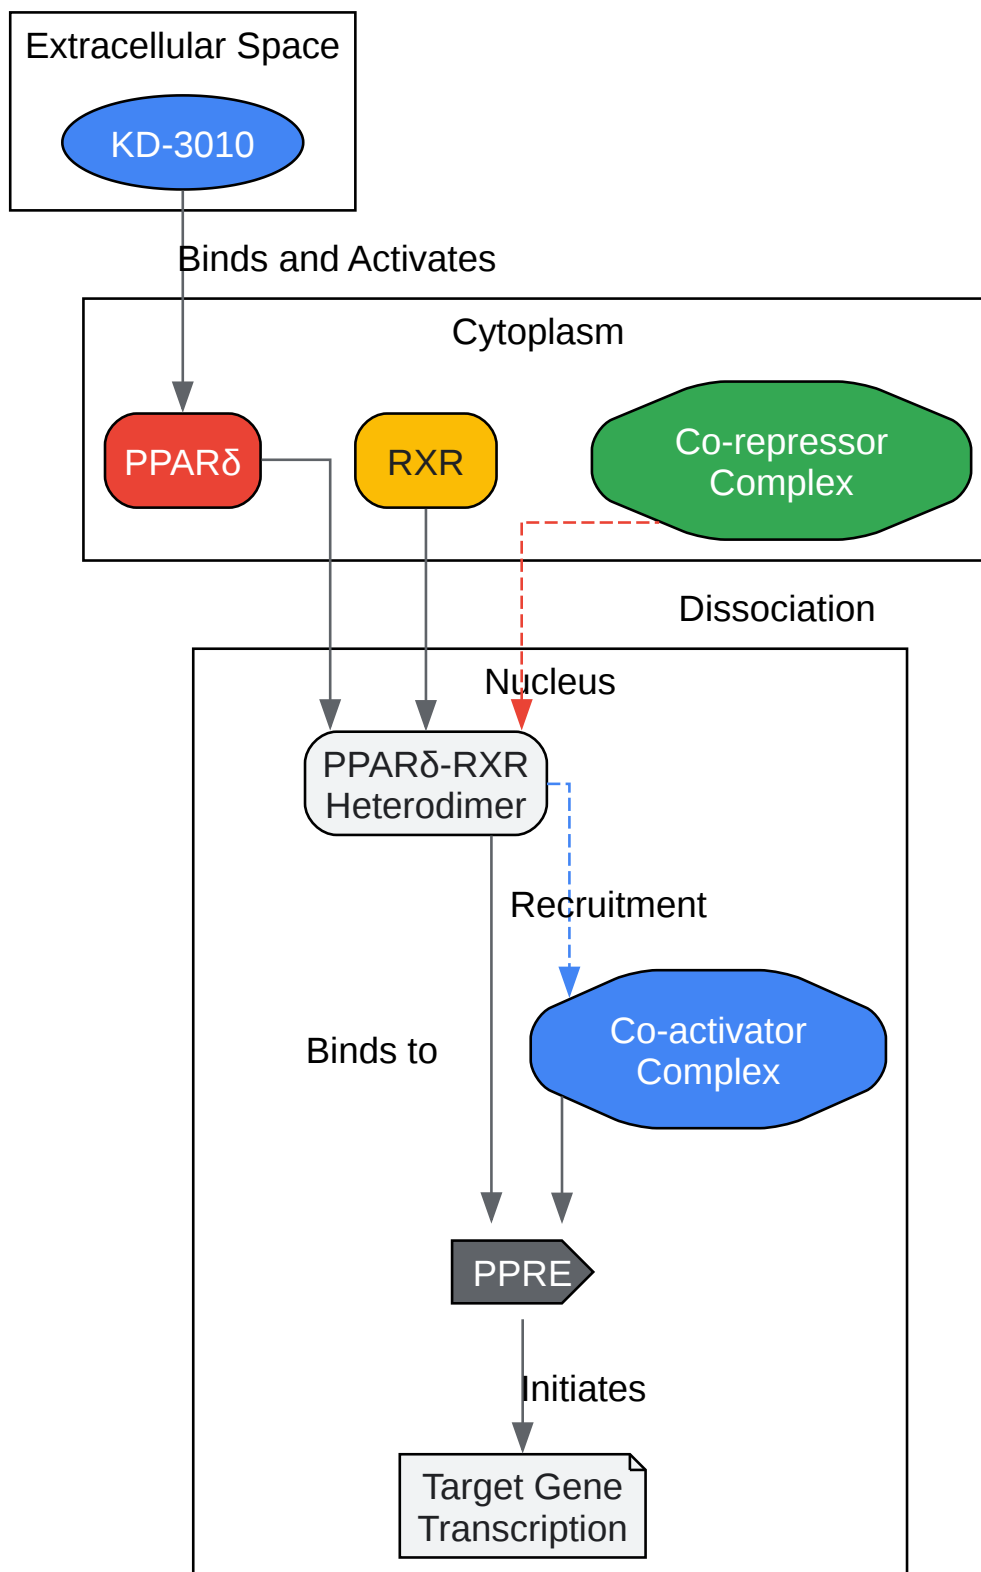 Extracellular Space
KD-3010
Binds and Activates
Cytoplasm
PPARδ
RXR
Co-repressor
Complex
Dissociation
Nucleus
PPARδ-RXR
Heterodimer
Recruitment
Binds to
Co-activator
Complex
PPRE
Initiates
Target Gene
Transcription